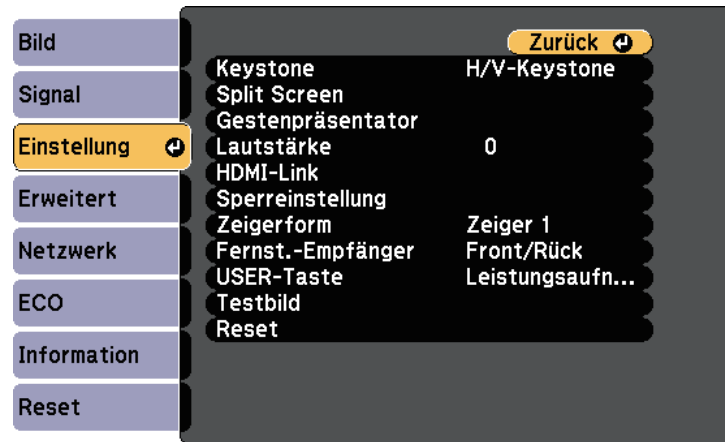 Bild
Signal
Einstellung
Erweitert
Netzwerk
ECO
Information
Reset
Zurück
Keystone H/V-Keystone
Split Screen
Gestenpräsentator
Lautstärke 0
HDMI-Link
Sperreinstellung
Zeigerform Zeiger 1
Fernst.-Empfänger Front/Rück
USER-Taste Leistungsaufn...
Testbild
Reset